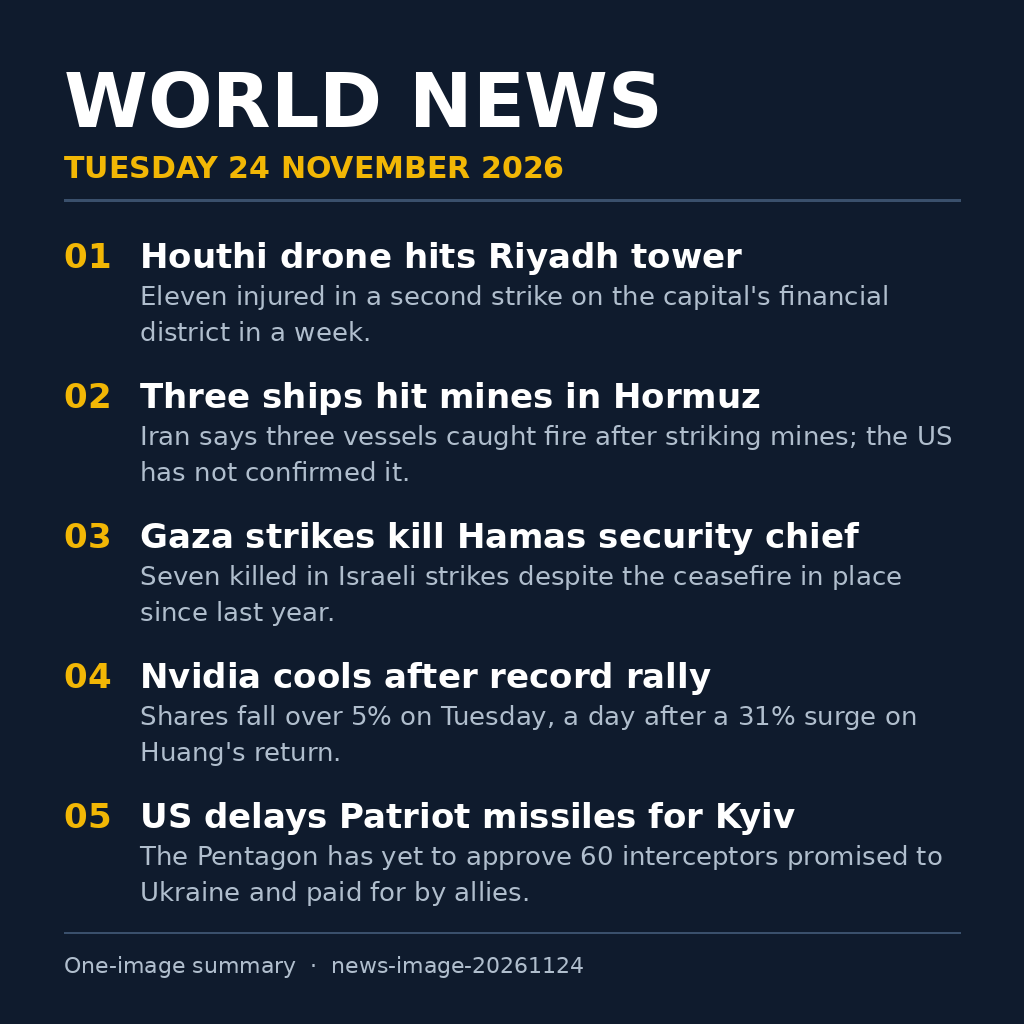 WORLD NEWS
TUESDAY 24 NOVEMBER 2026
01 Houthi drone hits Riyadh tower
Eleven injured in a second strike on the capital's financial
district in a week.
02 Three ships hit mines in Hormuz
Iran says three vessels caught fire after striking mines; the US
has not confirmed it.
03 Gaza strikes kill Hamas security chief
Seven killed in Israeli strikes despite the ceasefire in place
since last year.
04 Nvidia cools after record rally
Shares fall over 5% on Tuesday, a day after a 31% surge on
Huang's return.
05 US delays Patriot missiles for Kyiv
The Pentagon has yet to approve 60 interceptors promised to
Ukraine and paid for by allies.
One-image summary · news-image-20261124